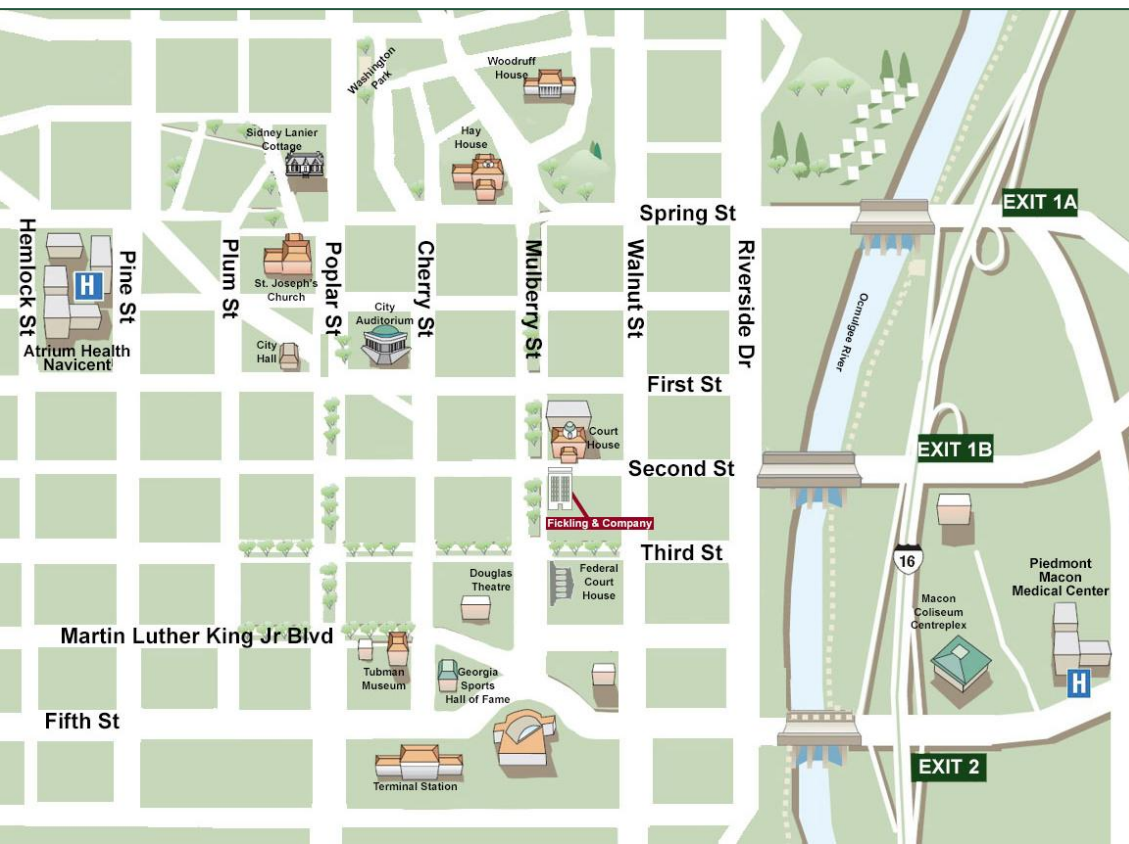 Washington
Park
Woodruff
House
Sidney Lanier
Cottage
Hay
House
EXIT 1A
Spring St
Hemlock St
Pine St
Plum St
Poplar St
Cherry St
Mulberry St
Walnut St
Riverside Dr
H
St. Joseph's
Church
City
Auditorium
Ocmulgee River
Atrium Health
Navicent
City
Hall
First St
Court
House
EXIT 1B
Second St
Fickling & Company
Third St
16
Douglas
Theatre
Federal
Court
House
Piedmont
Macon
Medical Center
Macon
Coliseum
Centreplex
Martin Luther King Jr Blvd
Tubman
Museum
Georgia
Sports
Hall of Fame
H
Fifth St
EXIT 2
Terminal Station